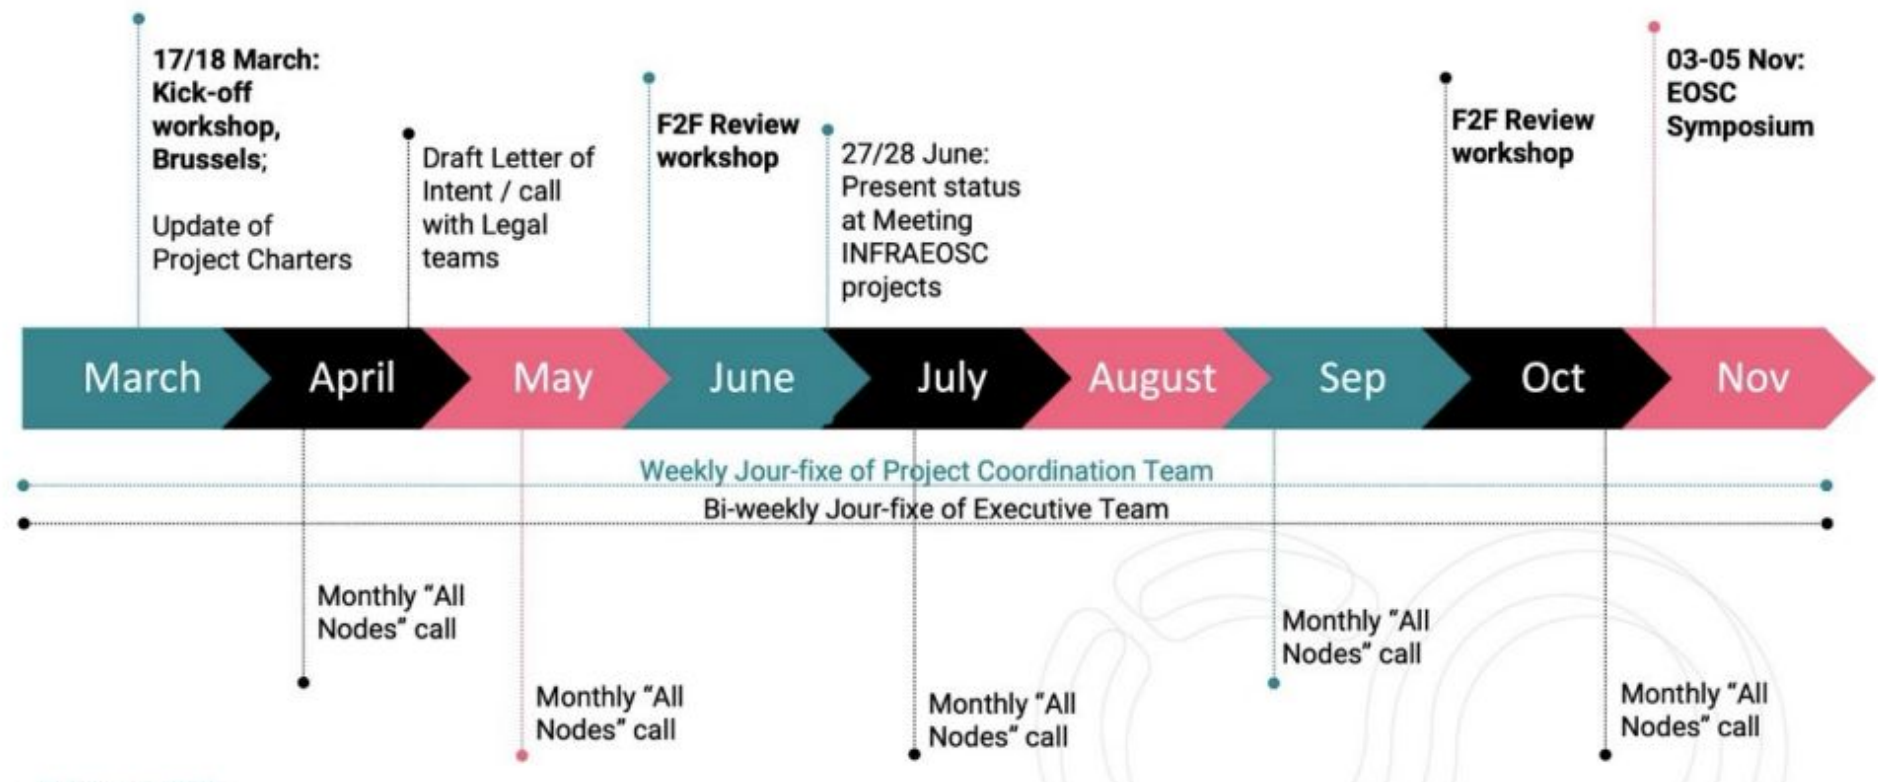 17/18 March:
Kick-off
workshop,
Brussels;
Update of
Project Charters
Draft Letter of
Intent / call
with Legal
teams
F2F Review
workshop
27/28 June:
Present status
at Meeting
INFRAEOSC
projects
F2F Review
workshop
03-05 Nov:
EOSC
Symposium
March
April
May
June
July
August
Sep
Oct
Nov
Weekly Jour-fixe of Project Coordination Team
Bi-weekly Jour-fixe of Executive Team
Monthly “All
Nodes” call
Monthly “All
Nodes” call
Monthly “All
Nodes” call
Monthly “All
Nodes” call
Monthly “All
Nodes” call